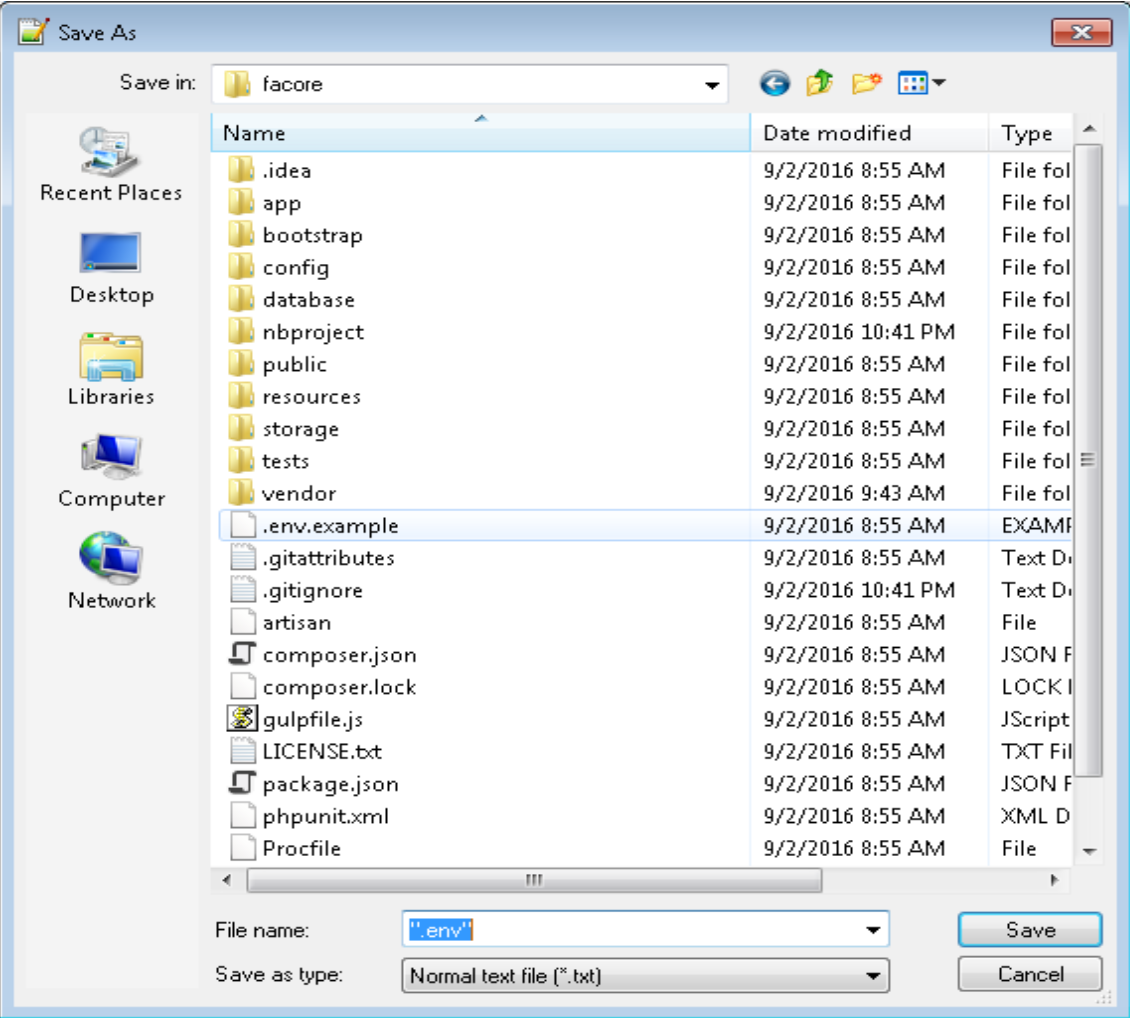 Save As
Save in: facore
Name Date modified Type
.idea 9/2/2016 8:55 AM File fol
app 9/2/2016 8:55 AM File fol
bootstrap 9/2/2016 8:55 AM File fol
config 9/2/2016 8:55 AM File fol
database 9/2/2016 8:55 AM File fol
nbproject 9/2/2016 10:41 PM File fol
public 9/2/2016 8:55 AM File fol
resources 9/2/2016 8:55 AM File fol
storage 9/2/2016 8:55 AM File fol
tests 9/2/2016 8:55 AM File fol
vendor 9/2/2016 9:43 AM File fol
.env.example 9/2/2016 8:55 AM EXAMP
.gitattributes 9/2/2016 8:55 AM Text Do
.gitignore 9/2/2016 10:41 PM Text Do
artisan 9/2/2016 8:55 AM File
composer.json 9/2/2016 8:55 AM JSON F
composer.lock 9/2/2016 8:55 AM LOCK
gulpfile.js 9/2/2016 8:55 AM JScript
LICENSE.txt 9/2/2016 8:55 AM TXT Fil
package.json 9/2/2016 8:55 AM JSON F
phpunit.xml 9/2/2016 8:55 AM XML D
Procfile 9/2/2016 8:55 AM File
Recent Places
Desktop
Libraries
Computer
Network
File name: ".env" Save
Save as type: Normal text file (*.txt) Cancel